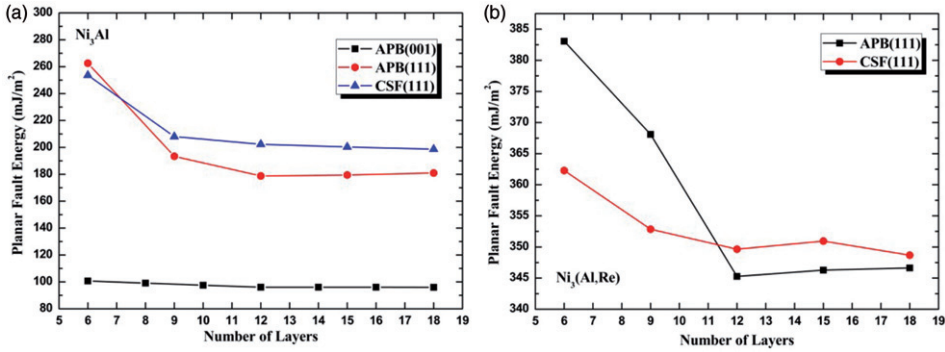 (a)
Ni3Al
APB(001)
APB(111)
CSF(111)
Planar Fault Energy (mJ/m²)
300
280
260
240
220
200
180
160
140
120
100
80
5 6 7 8 9 10 11 12 13 14 15 16 17 18 19
Number of Layers
(b)
APB(111)
CSF(111)
Planar Fault Energy (mJ/m²)
385
380
375
370
365
360
355
350
345
340
Ni3(Al,Re)
5 6 7 8 9 10 11 12 13 14 15 16 17 18 19
Number of Layers